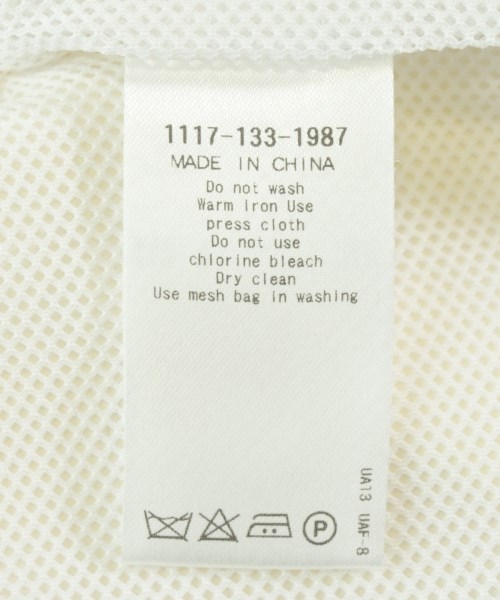 1117-133-1987
MADE IN CHINA
Do not wash
Warm Iron Use
press cloth
Do not use
chlorine bleach
Dry clean
Use mesh bag in washing
P
UA13 UAF-8